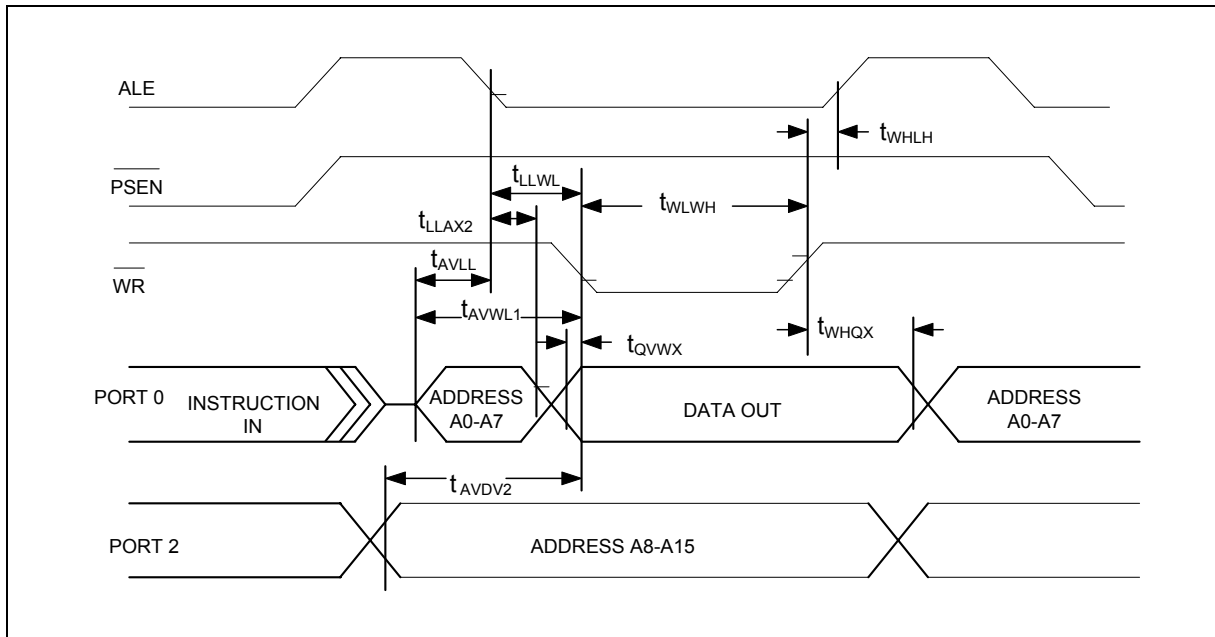 ALE
tWHLH
PSEN
tLLWL
tWLWH
tLLAX2
tAVLL
WR
tAVWL1
tWHQX
tQVWX
PORT 0
INSTRUCTION
IN
ADDRESS
A0-A7
DATA OUT
ADDRESS
A0-A7
tAVDV2
PORT 2
ADDRESS A8-A15